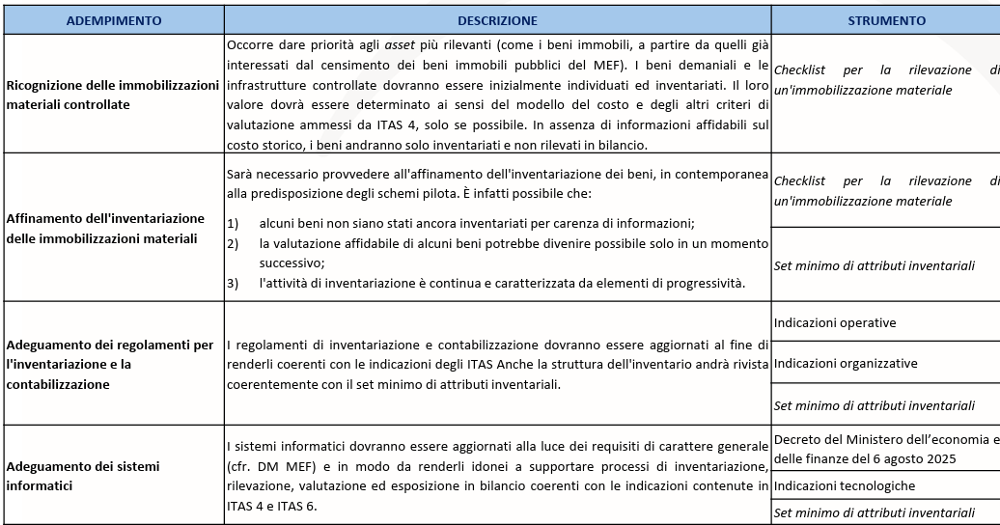 ADEMPIMENTO
DESCRIZIONE
STRUMENTO
Ricognizione delle immobilizzazioni
materiali controllate
Occorre dare priorità agli asset più rilevanti (come i beni immobili, a partire da quelli già
interessati dal censimento dei beni immobili pubblici del MEF). I beni demaniali e le
infrastrutture controllate dovranno essere inizialmente individuati ed inventariati. Il loro
valore dovrà essere determinato ai sensi del modello del costo e degli altri criteri di
valutazione ammessi da ITAS 4, solo se possibile. In assenza di informazioni affidabili sul
costo storico, i beni andranno solo inventariati e non rilevati in bilancio.
Checklist per la rilevazione di
un'immobilizzazione materiale
Affinamento dell'inventariazione
delle immobilizzazioni materiali
Sarà necessario provvedere all'affinamento dell'inventariazione dei beni, in contemporanea
alla predisposizione degli schemi pilota. È infatti possibile che:
1) alcuni beni non siano stati ancora inventariati per carenza di informazioni;
2) la valutazione affidabile di alcuni beni potrebbe divenire possibile solo in un momento
successivo;
3) l'attività di inventariazione è continua e caratterizzata da elementi di progressività.
Checklist per la rilevazione di
un'immobilizzazione materiale
Set minimo di attributi inventariali
Adeguamento dei regolamenti per
l'inventariazione e la
contabilizzazione
I regolamenti di inventariazione e contabilizzazione dovranno essere aggiornati al fine di
renderli coerenti con le indicazioni degli ITAS Anche la struttura dell'inventario andrà rivista
coerentemente con il set minimo di attributi inventariali.
Indicazioni operative
Indicazioni organizzative
Set minimo di attributi inventariali
Adeguamento dei sistemi
informatici
I sistemi informatici dovranno essere aggiornati alla luce dei requisiti di carattere generale
(cfr. DM MEF) e in modo da renderli idonei a supportare processi di inventariazione,
rilevazione, valutazione ed esposizione in bilancio coerenti con le indicazioni contenute in
ITAS 4 e ITAS 6.
Decreto del Ministero dell’economia e
delle finanze del 6 agosto 2025
Indicazioni tecnologiche
Set minimo di attributi inventariali